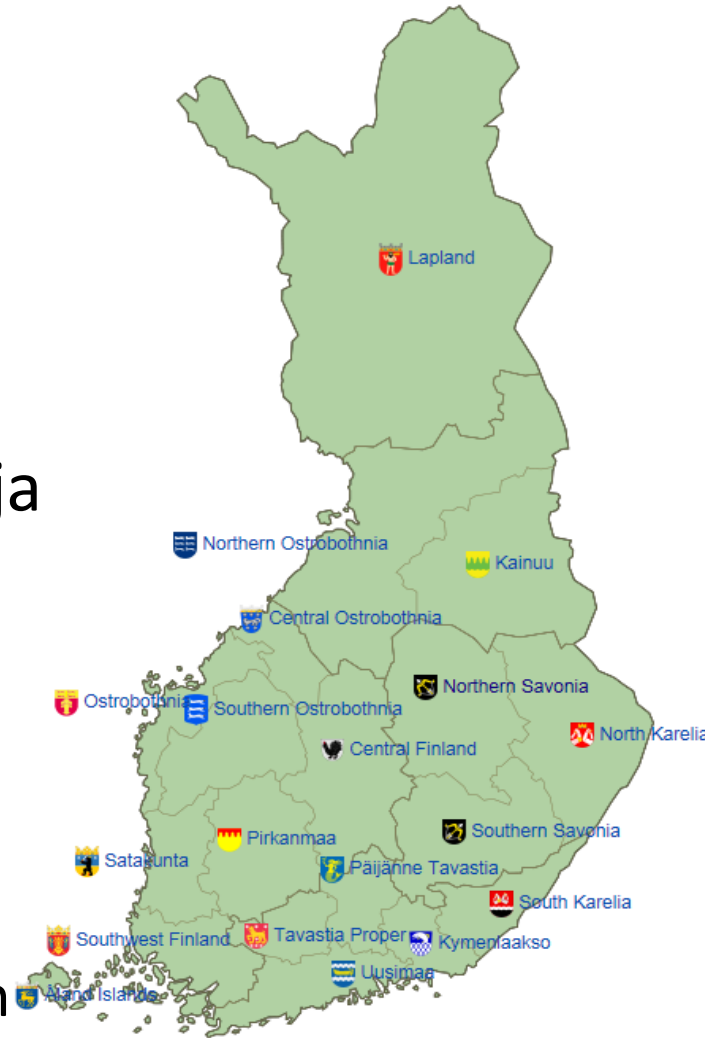 Lapland
ja
Northern Ostrobothnia
Kainuu
Central Ostrobothnia
Northern Savonia
Ostrobothnia
Southern Ostrobothnia
North Karelia
Central Finland
Southern Savonia
Pirkanmaa
Satakunta
Päijänne Tavastia
South Karelia
Tavastia Proper
Southwest Finland
Kymenlaakso
Uusimaa
Åland Islands
n